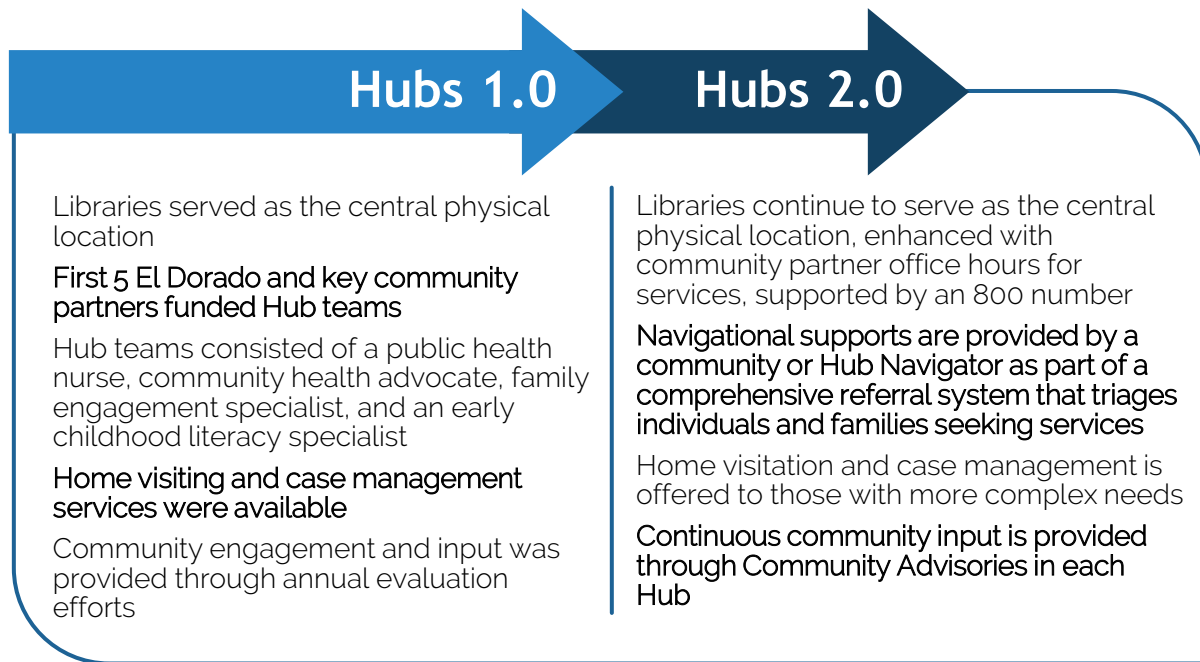 Hubs 1.0
Hubs 2.0
Libraries served as the central physical
location
First 5 El Dorado and key community
partners funded Hub teams
Hub teams consisted of a public health
nurse, community health advocate, family
engagement specialist, and an early
childhood literacy specialist
Home visiting and case management
services were available
Community engagement and input was
provided through annual evaluation
efforts
Libraries continue to serve as the central
physical location, enhanced with
community partner office hours for
services, supported by an 800 number
Navigational supports are provided by a
community or Hub Navigator as part of a
comprehensive referral system that triages
individuals and families seeking services
Home visitation and case management is
offered to those with more complex needs
Continuous community input is provided
through Community Advisories in each
Hub